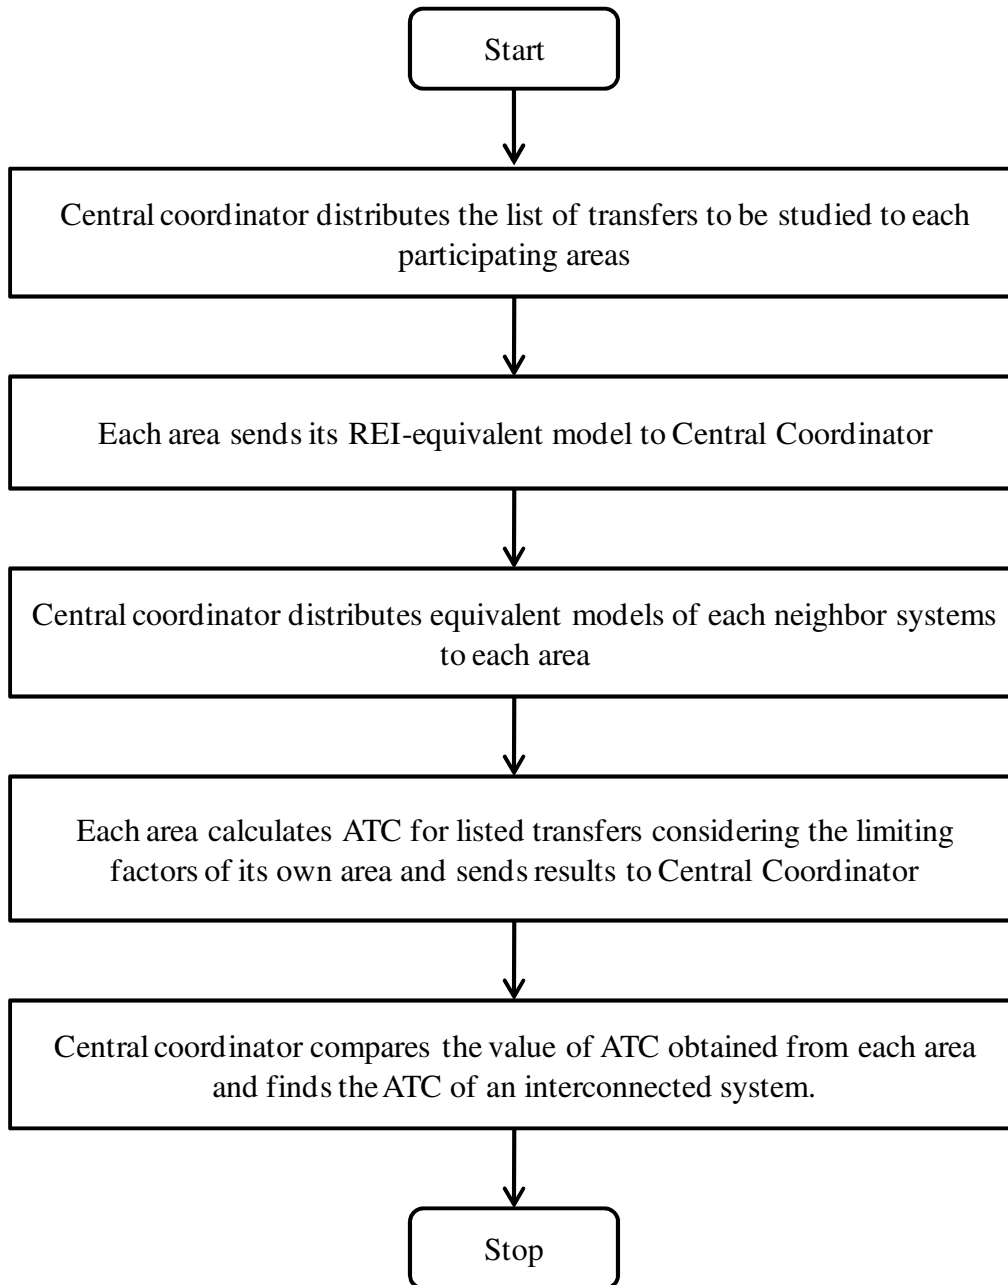 Start
Central coordinator distributes the list of transfers to be studied to each
participating areas
Each area sends its REI-equivalent model to Central Coordinator
Central coordinator distributes equivalent models of each neighbor systems
to each area
Each area calculates ATC for listed transfers considering the limiting
factors of its own area and sends results to Central Coordinator
Central coordinator compares the value of ATC obtained from each area
and finds the ATC of an interconnected system.
Stop